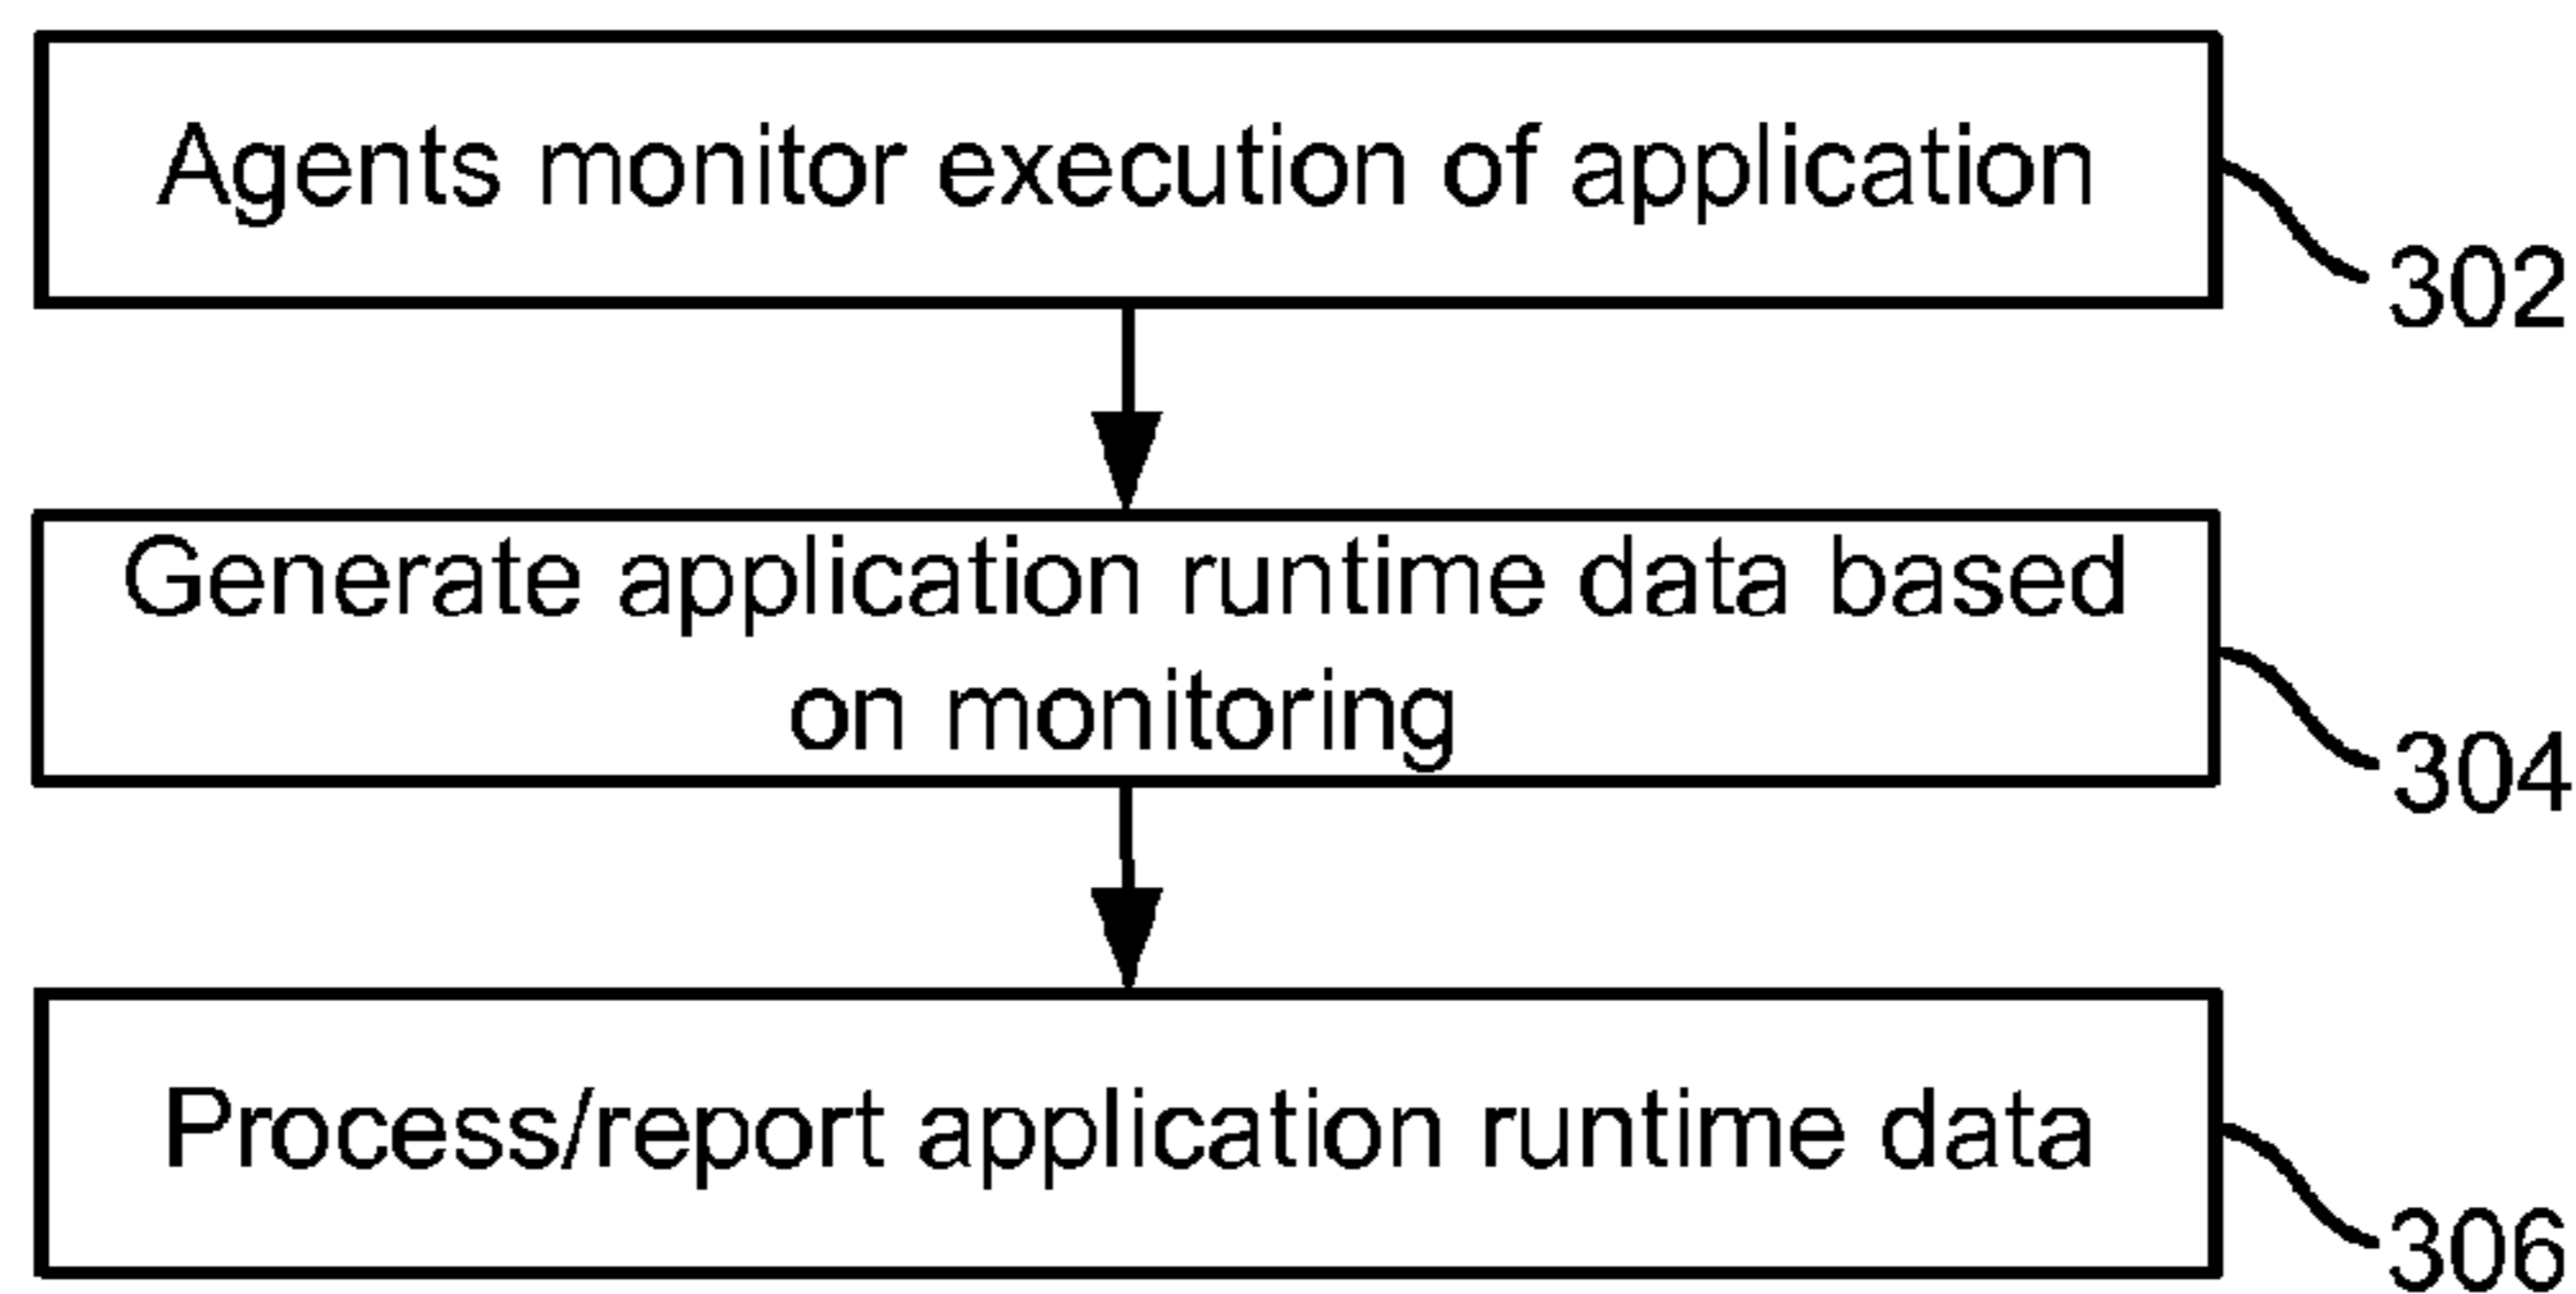 Agents monitor execution of application
302
Generate application runtime data based
on monitoring
304
Process/report application runtime data
306